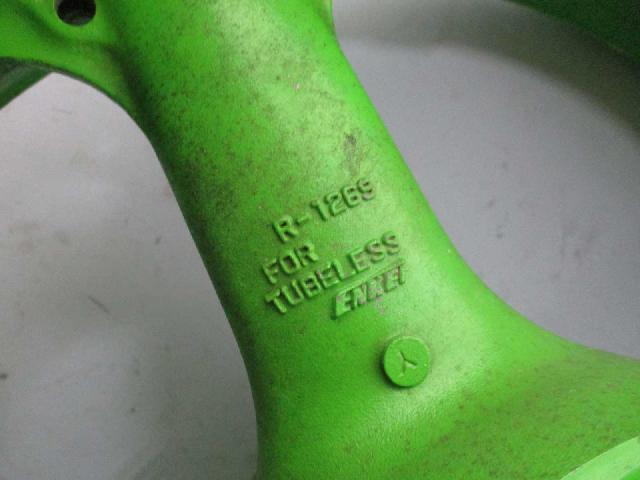 R-1269
FOR
TUBELESS
ENKEI